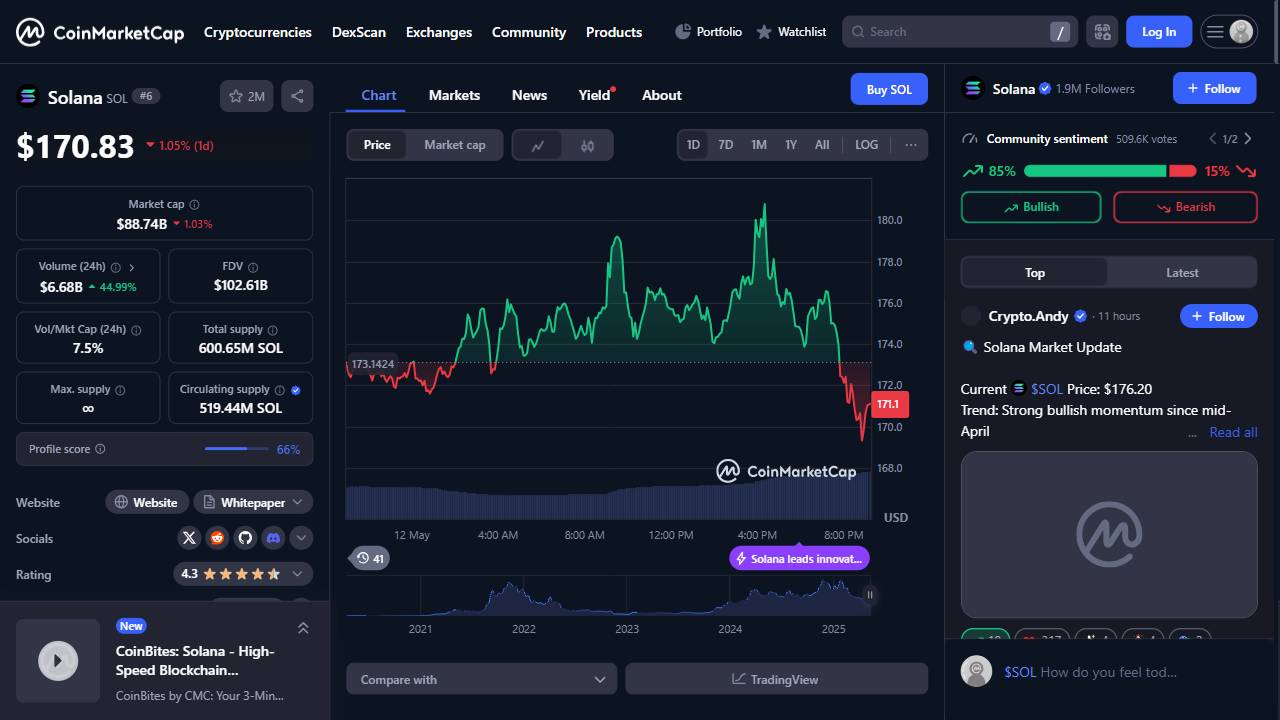 CoinMarketCap
Cryptocurrencies
DexScan
Exchanges
Community
Products
Portfolio
Watchlist
Search
/
Log In
Solana SOL #6
2M
$170.83
1.05% (1d)
Market cap
$88.74B 1.03%
Volume (24h)
$6.68B 44.99%
FDV
$102.61B
Vol/Mkt Cap (24h)
7.5%
Total supply
600.65M SOL
Max. supply
∞
Circulating supply
519.44M SOL
Profile score
66%
Website
Website
Whitepaper
Socials
Rating
4.3
New
CoinBites: Solana - High-
Speed Blockchain...
CoinBites by CMC: Your 3-Min...
Chart
Markets
News
Yield
About
Buy SOL
Price
Market cap
1D
7D
1M
1Y
All
LOG
...
180.0
178.0
176.0
174.0
172.0
170.0
168.0
173.1424
171.1
CoinMarketCap
USD
12 May
4:00 AM
8:00 AM
12:00 PM
4:00 PM
8:00 PM
41
Solana leads innovat...
2021
2022
2023
2024
2025
Compare with
TradingView
Solana 1.9M Followers
+ Follow
Community sentiment 509.6K votes
1/2
85%
15%
Bullish
Bearish
Top
Latest
Crypto.Andy · 11 hours
+ Follow
Solana Market Update
Current $SOL Price: $176.20
Trend: Strong bullish momentum since mid-
April ... Read all
$SOL How do you feel tod...